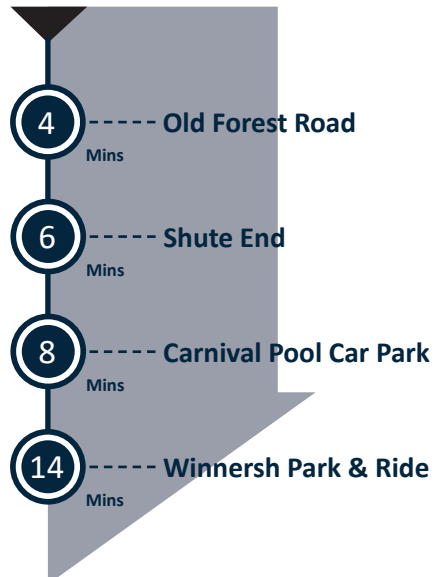 4 Old Forest Road
Mins
6 Shute End
Mins
8 Carnival Pool Car Park
Mins
14 Winnersh Park & Ride
Mins